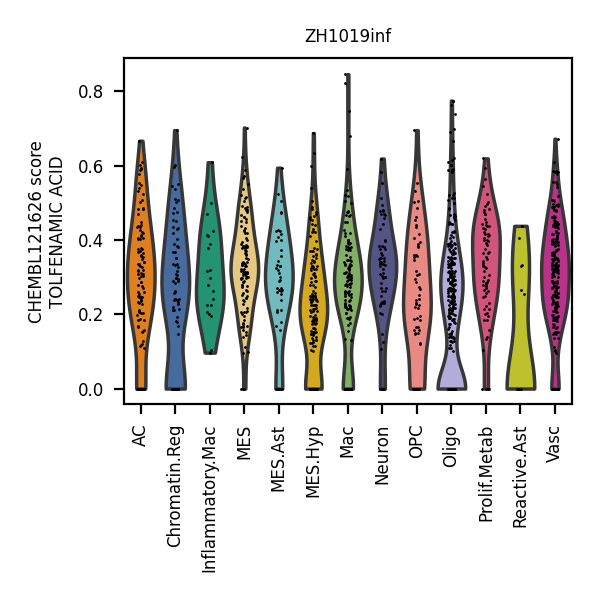 ZH1019inf
CHEMBL121626 score
TOLFENAMIC ACID
0.8
0.6
0.4
0.2
0.0
AC
Chromatin.Reg
Inflammatory.Mac
MES
MES.Ast
MES.Hyp
Mac
Neuron
OPC
Oligo
Prolif.Metab
Reactive.Ast
Vasc